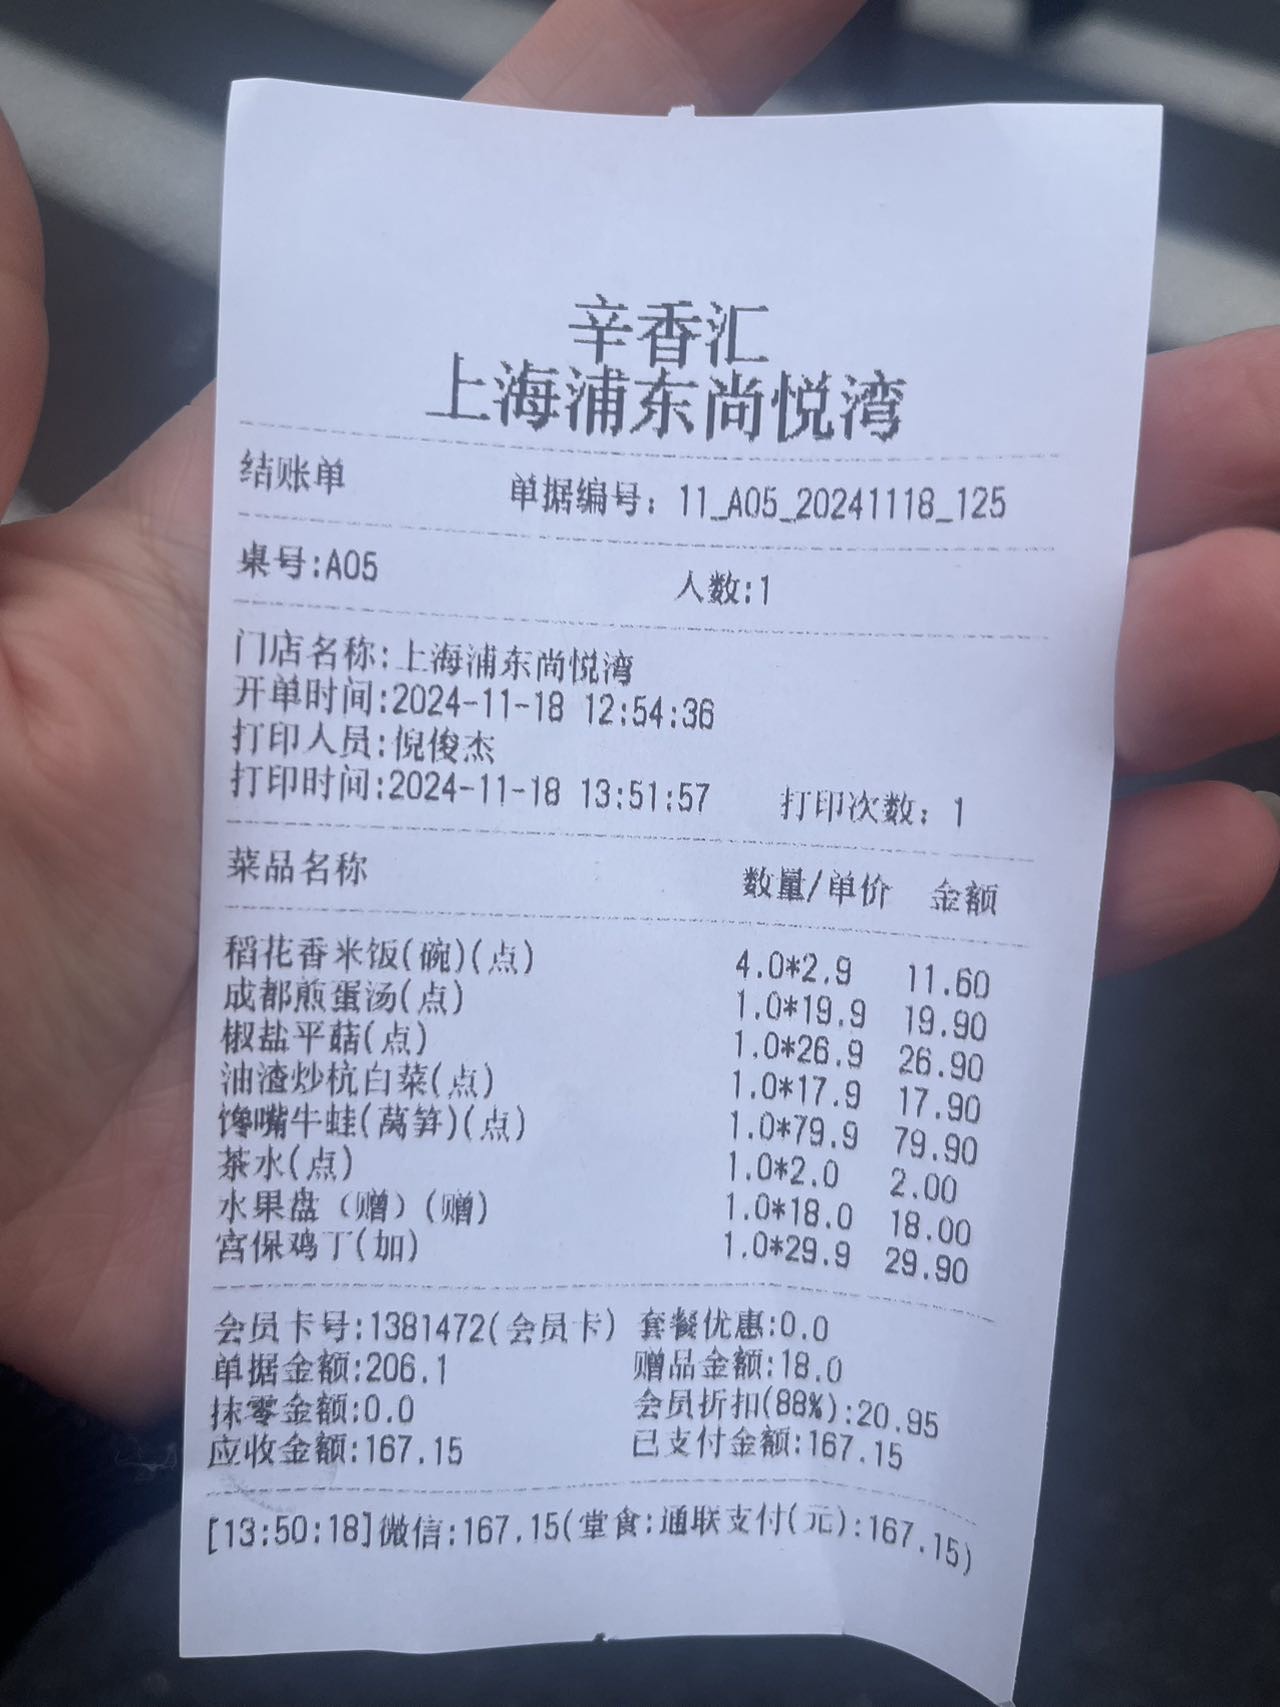 辛香汇
上海浦东尚悦湾
结账单 单据编号：11_A05_20241118_125
桌号:A05 人数:1
门店名称:上海浦东尚悦湾
开单时间:2024-11-18 12:54:36
打印人员:倪俊杰
打印时间:2024-11-18 13:51:57 打印次数：1
菜品名称 数量/单价 金额
稻花香米饭(碗)(点) 4.0*2.9 11.60
成都煎蛋汤(点) 1.0*19.9 19.90
椒盐平菇(点) 1.0*26.9 26.90
油渣炒杭白菜(点) 1.0*17.9 17.90
馋嘴牛蛙(莴笋)(点) 1.0*79.9 79.90
茶水(点) 1.0*2.0 2.00
水果盘（赠）(赠) 1.0*18.0 18.00
宫保鸡丁(加) 1.0*29.9 29.90
会员卡号:1381472(会员卡) 套餐优惠:0.0
单据金额:206.1 赠品金额:18.0
抹零金额:0.0 会员折扣(88%):20.95
应收金额:167.15 已支付金额:167.15
[13:50:18]微信:167.15(堂食:通联支付(元):167.15)